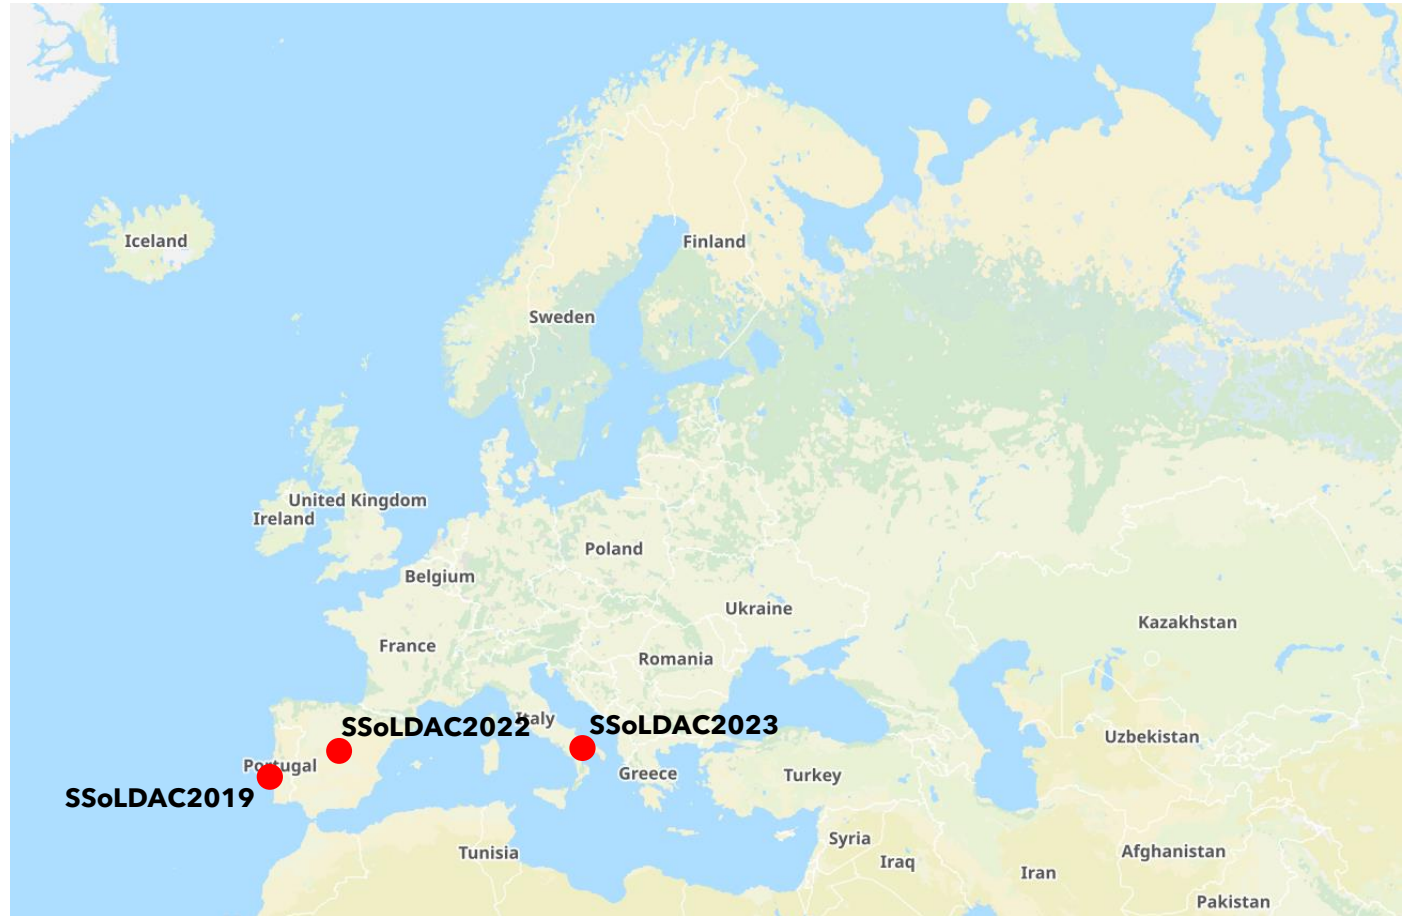 Iceland
Finland
Sweden
United Kingdom
Ireland
Poland
Belgium
Ukraine
Kazakhstan
France
Romania
Italy
SSoLDAC2022
SSoLDAC2023
Uzbekistan
Portugal
Greece
Turkey
SSoLDAC2019
Syria
Tunisia
Iraq
Afghanistan
Iran
Pakistan